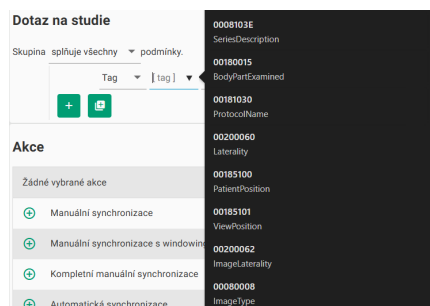 Dotaz na studie
Skupina splňuje všechny podmínky.
Tag [ tag ]
Akce
Žádné vybrané akce
Manuální synchronizace
Manuální synchronizace s windowing
Kompletní manuální synchronizace
Automatická synchronizace
0008103E
SeriesDescription
00180015
BodyPartExamined
00181030
ProtocolName
00200060
Laterality
00185100
PatientPosition
00185101
ViewPosition
00200062
ImageLaterality
00080008
ImageType